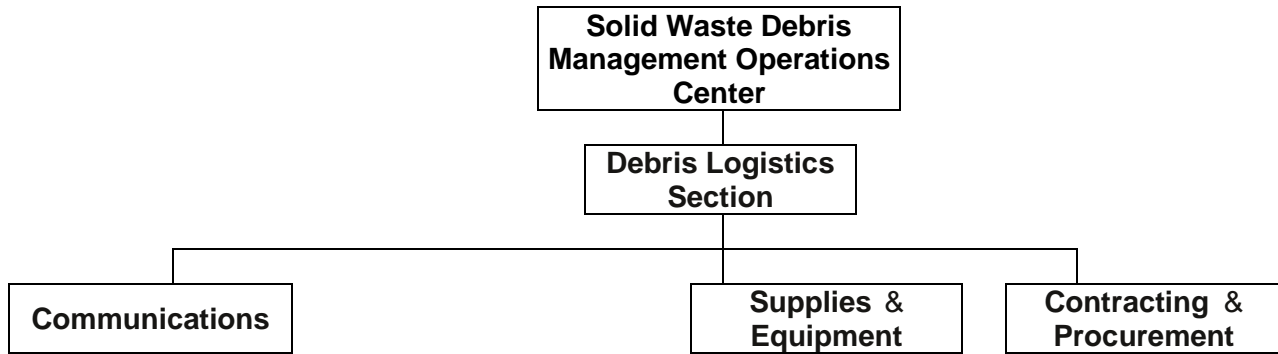 Solid Waste Debris
Management Operations
Center
Debris Logistics
Section
Communications
Supplies &
Equipment
Contracting &
Procurement